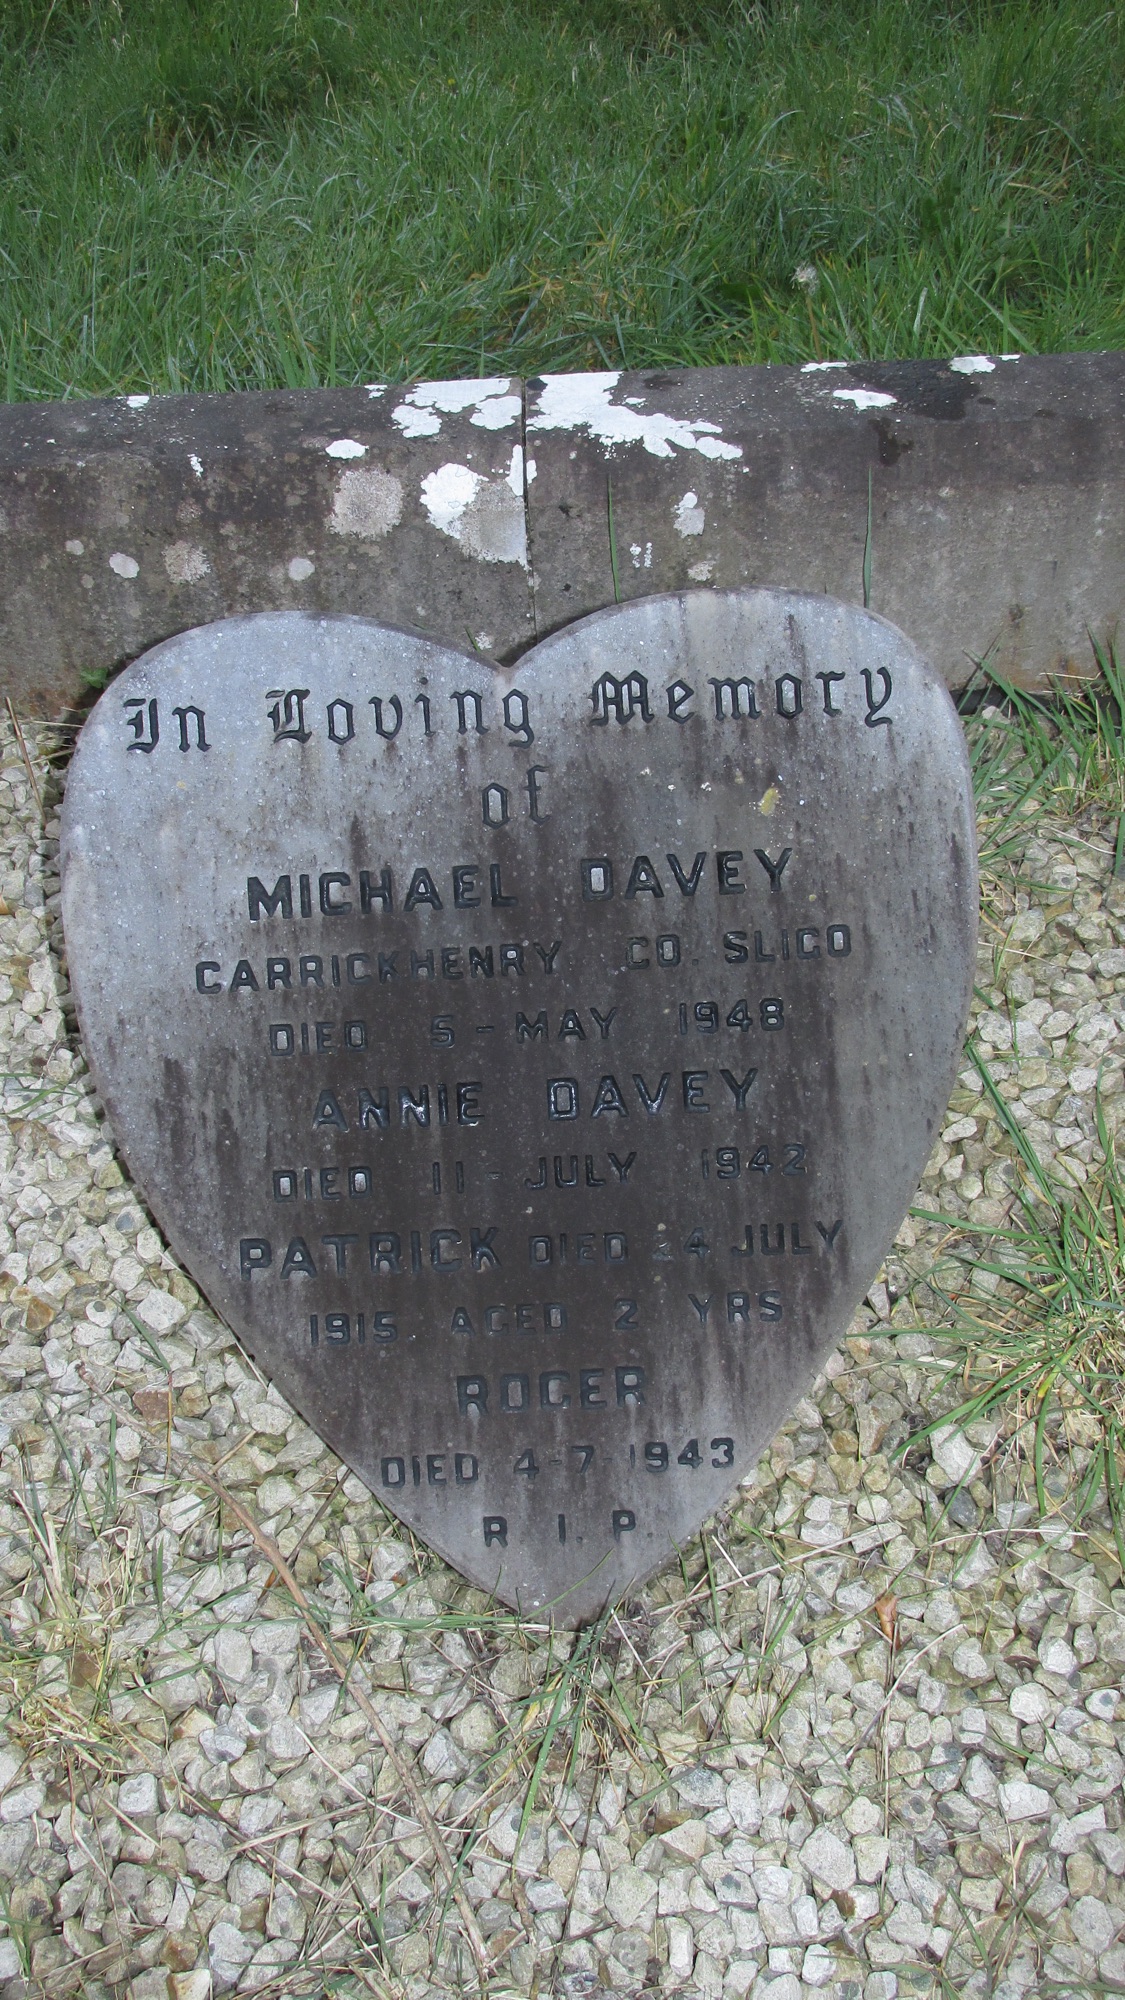 In Loving Memory
of
MICHAEL DAVEY
CARRICKHENRY CO. SLIGO
DIED 5 - MAY 1948
ANNIE DAVEY
DIED 11 - JULY 1942
PATRICK DIED 24 JULY
1915 AGED 2 YRS
ROGER
DIED 4-7-1943
R. I. P.